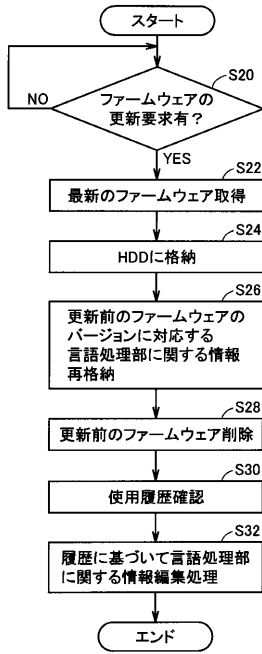 スタート
S20
ファームウェアの
更新要求有?
NO
YES
S22
最新のファームウェア取得
S24
HDDに格納
S26
更新前のファームウェアの
バージョンに対応する
言語処理部に関する情報
再格納
S28
更新前のファームウェア削除
S30
使用履歴確認
S32
履歴に基づいて言語処理部
に関する情報編集処理
エンド